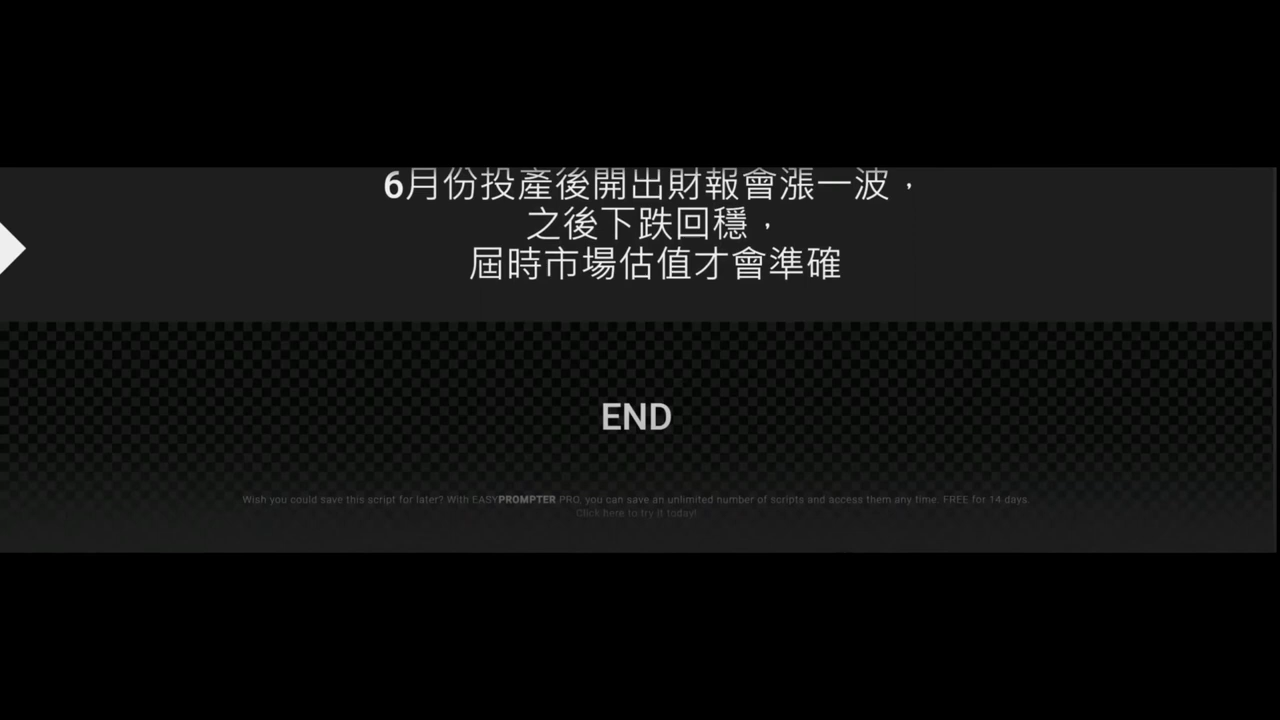 6月份投產後開出財報會漲一波，
之後下跌回穩，
屆時市場估值才會準確
END
Wish you could save this script for later? With EASYPROMPTER PRO, you can save an unlimited number of scripts and access them any time. FREE for 14 days.
Click here to try it today!